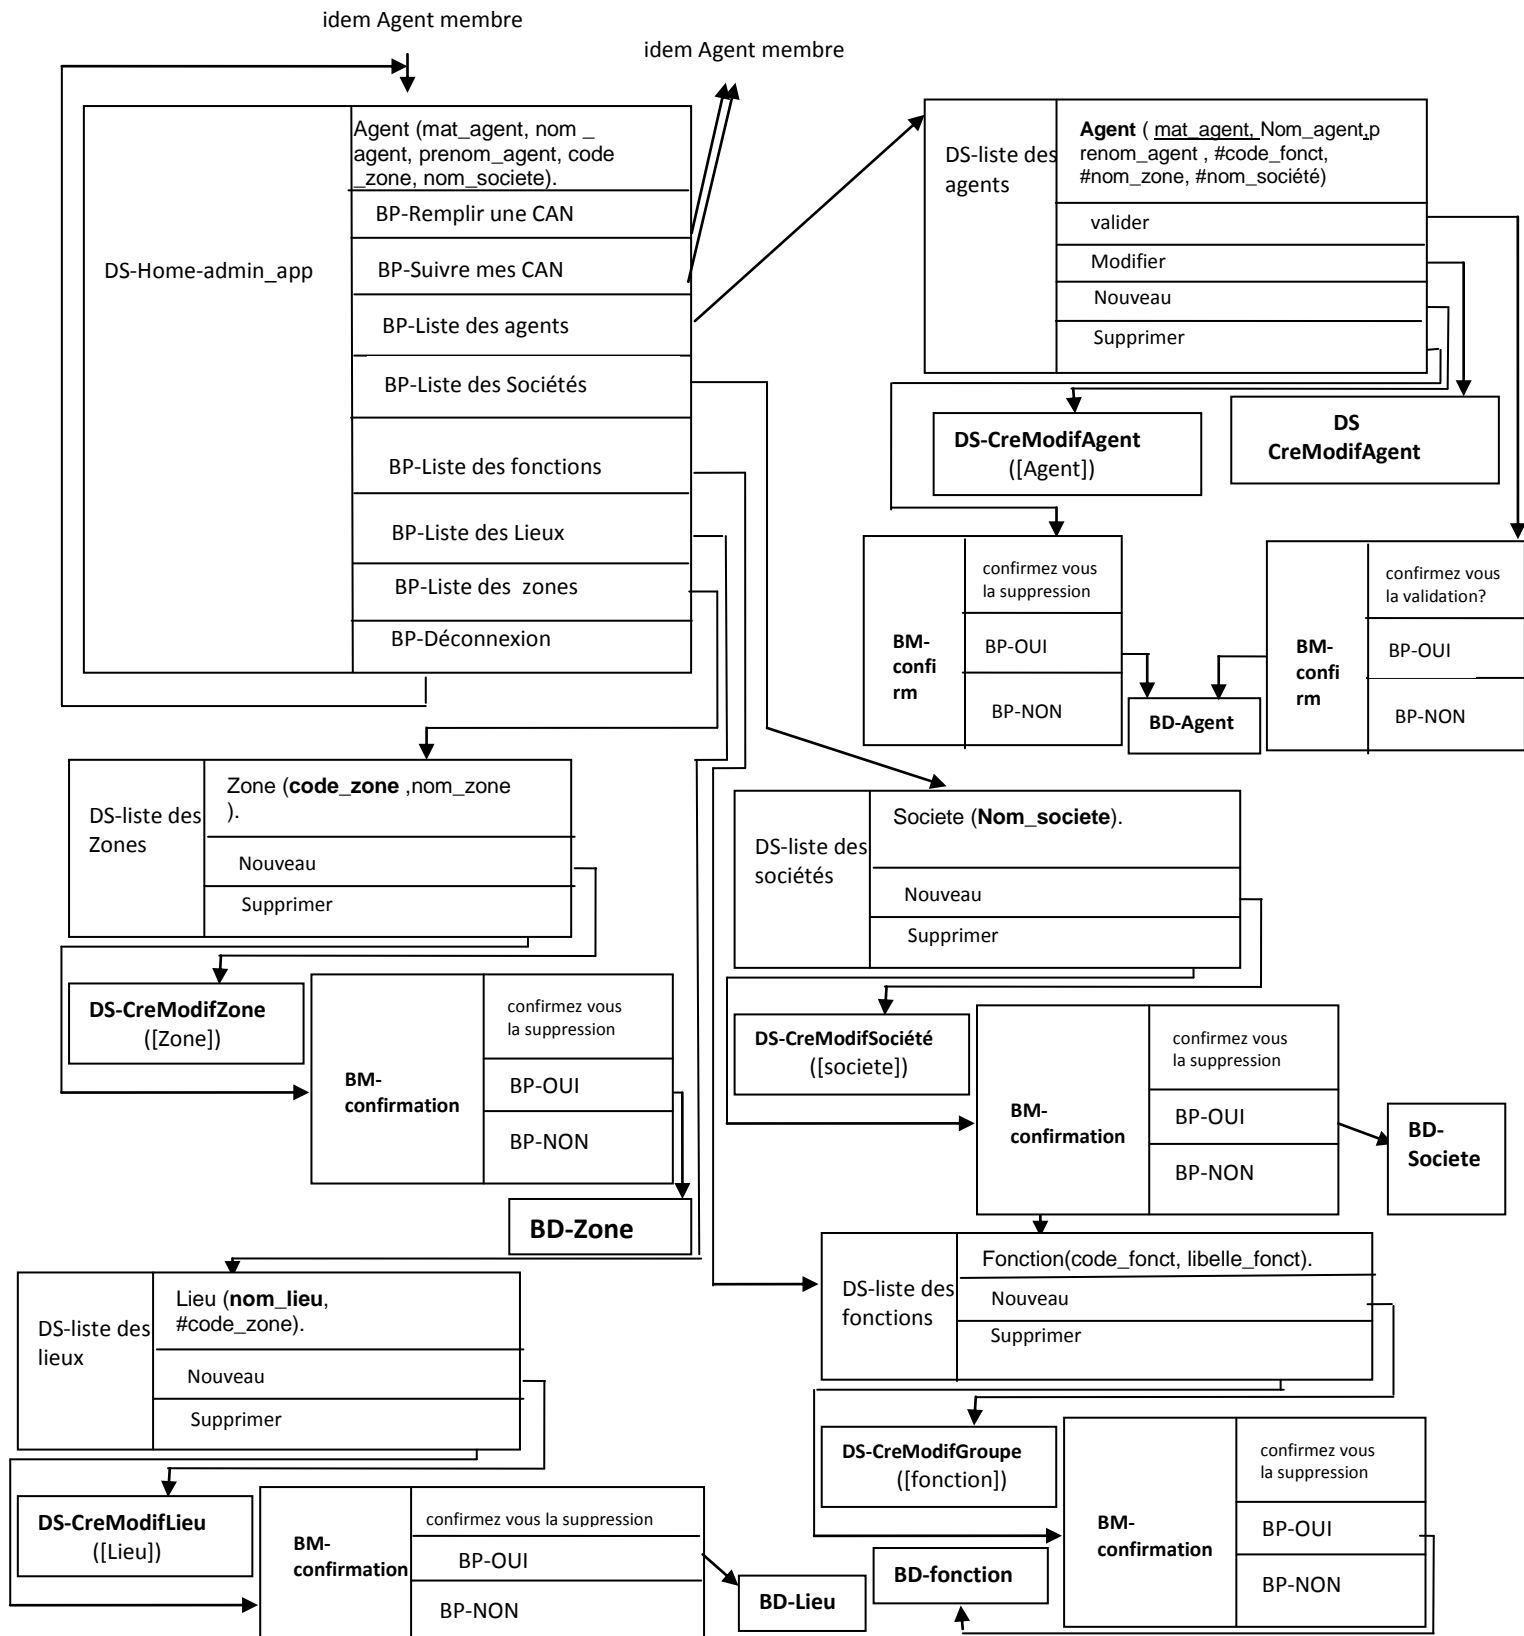 idem Agent membre
idem Agent membre
DS-Home-admin_app
Agent (mat_agent, nom _
agent, prenom_agent, code
_zone, nom_societe).
BP-Remplir une CAN
BP-Suivre mes CAN
BP-Liste des agents
BP-Liste des Sociétés
BP-Liste des fonctions
BP-Liste des Lieux
BP-Liste des  zones
BP-Déconnexion
DS-liste des
agents
Agent ( mat_agent, Nom_agent,p
renom_agent , #code_fonct,
#nom_zone, #nom_société)
valider
Modifier
Nouveau
Supprimer
DS-CreModifAgent
([Agent])
DS
CreModifAgent
BM-
confi
rm
confirmez vous
la suppression
BP-OUI
BP-NON
BD-Agent
BM-
confi
rm
confirmez vous
la validation?
BP-OUI
BP-NON
DS-liste des
Zones
Zone (code_zone ,nom_zone
).
Nouveau
Supprimer
DS-CreModifZone
([Zone])
BM-
confirmation
confirmez vous
la suppression
BP-OUI
BP-NON
BD-Zone
DS-liste des
sociétés
Societe (Nom_societe).
Nouveau
Supprimer
DS-CreModifSociété
([societe])
BM-
confirmation
confirmez vous
la suppression
BP-OUI
BP-NON
BD-
Societe
DS-liste des
lieux
Lieu (nom_lieu,
#code_zone).
Nouveau
Supprimer
DS-CreModifLieu
([Lieu])
BM-
confirmation
confirmez vous la suppression
BP-OUI
BP-NON
BD-Lieu
DS-liste des
fonctions
Fonction(code_fonct, libelle_fonct).
Nouveau
Supprimer
DS-CreModifGroupe
([fonction])
BM-
confirmation
confirmez vous
la suppression
BP-OUI
BP-NON
BD-fonction